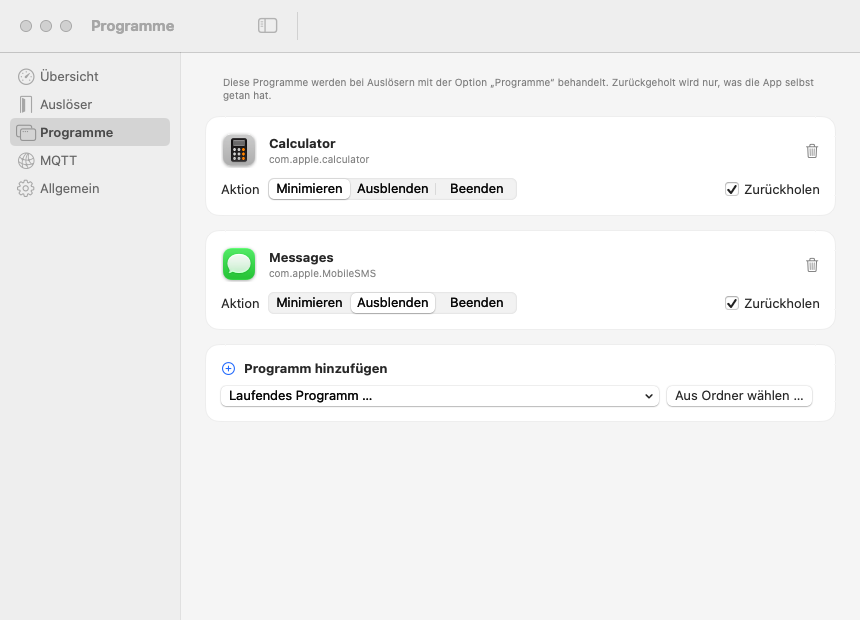 Programme
Übersicht
Auslöser
Programme
MQTT
Allgemein
Diese Programme werden bei Auslösern mit der Option „Programme“ behandelt. Zurückgeholt wird nur, was die App selbst
getan hat.
Calculator
com.apple.calculator
Aktion Minimieren Ausblenden Beenden Zurückholen
Messages
com.apple.MobileSMS
Aktion Minimieren Ausblenden Beenden Zurückholen
Programm hinzufügen
Laufendes Programm ... Aus Ordner wählen ...